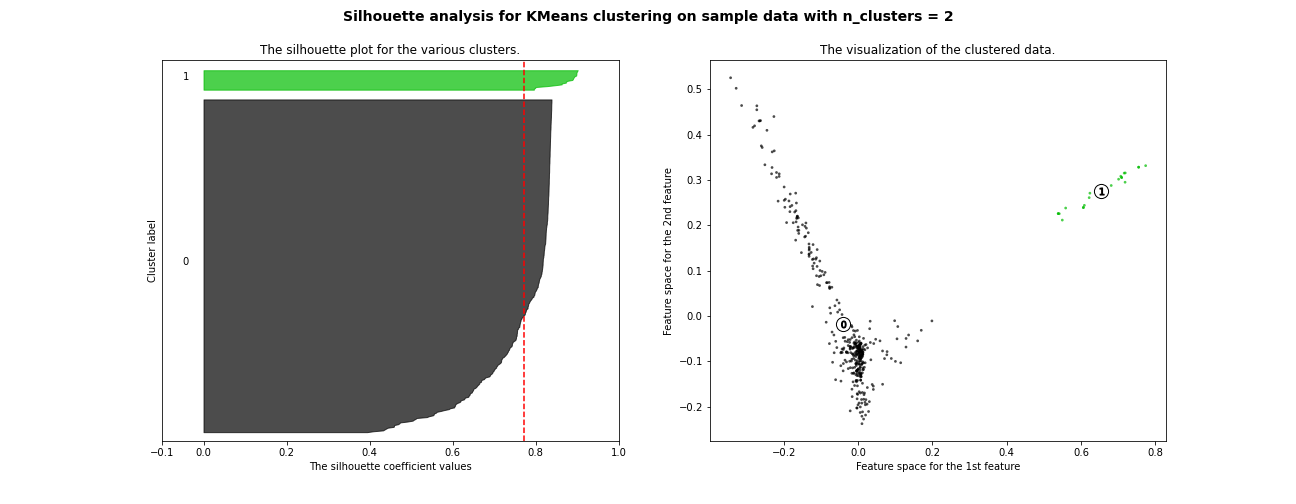 Silhouette analysis for KMeans clustering on sample data with n_clusters = 2
The silhouette plot for the various clusters.
1
0
Cluster label
−0.1 0.0 0.2 0.4 0.6 0.8 1.0
The silhouette coefficient values
The visualization of the clustered data.
0.5
0.4
0.3
0.2
0.1
0.0
−0.1
−0.2
Feature space for the 2nd feature
1
0
−0.2 0.0 0.2 0.4 0.6 0.8
Feature space for the 1st feature